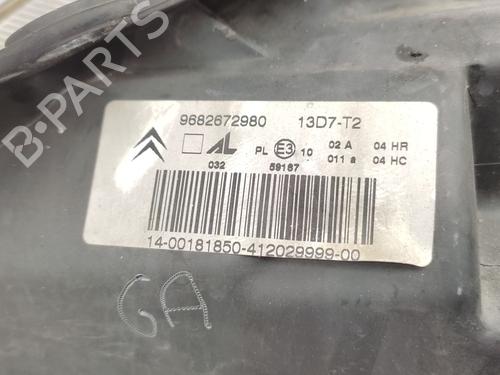 9682672980 13D7-T2
AL PL E3 10 02 A 04 HR
032 59187 011 a 04 HC
14-00181850-412029999-00
GA
B-PARTS